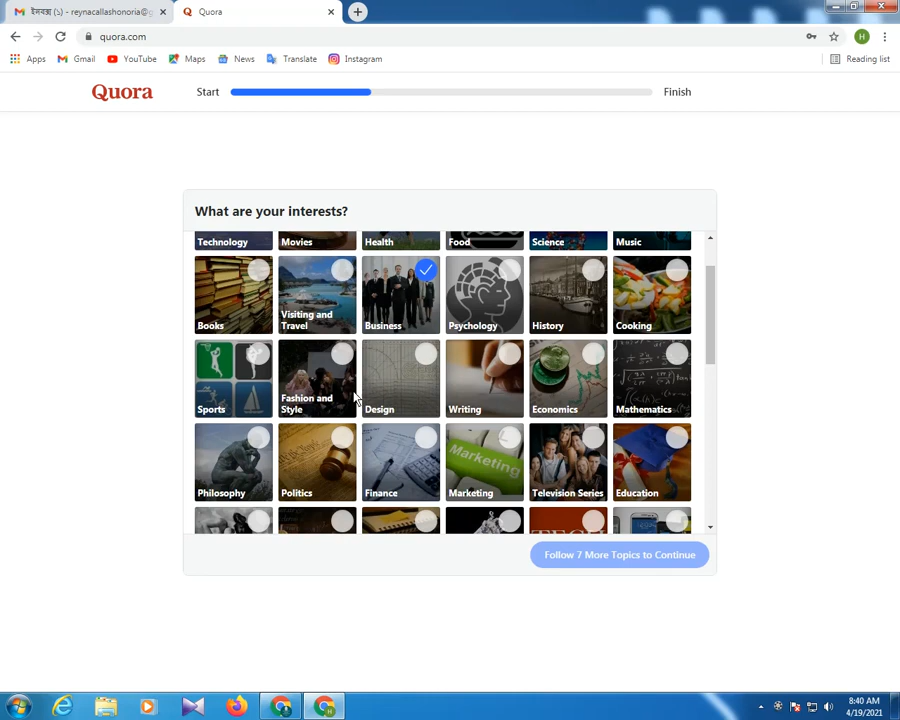 ইনবক্স (১) - reynacallashonoria@g
Quora
quora.com
Apps
Gmail
YouTube
Maps
News
Translate
Instagram
Reading list
Quora
Start
Finish
What are your interests?
Technology
Movies
Health
Food
Science
Music
Books
Visiting and
Travel
Business
Psychology
History
Cooking
Sports
Fashion and
Style
Design
Writing
Economics
Mathematics
Philosophy
Politics
Finance
Marketing
Marketing
Television Series
Education
TECH
Follow 7 More Topics to Continue
8:40 AM
4/19/2021